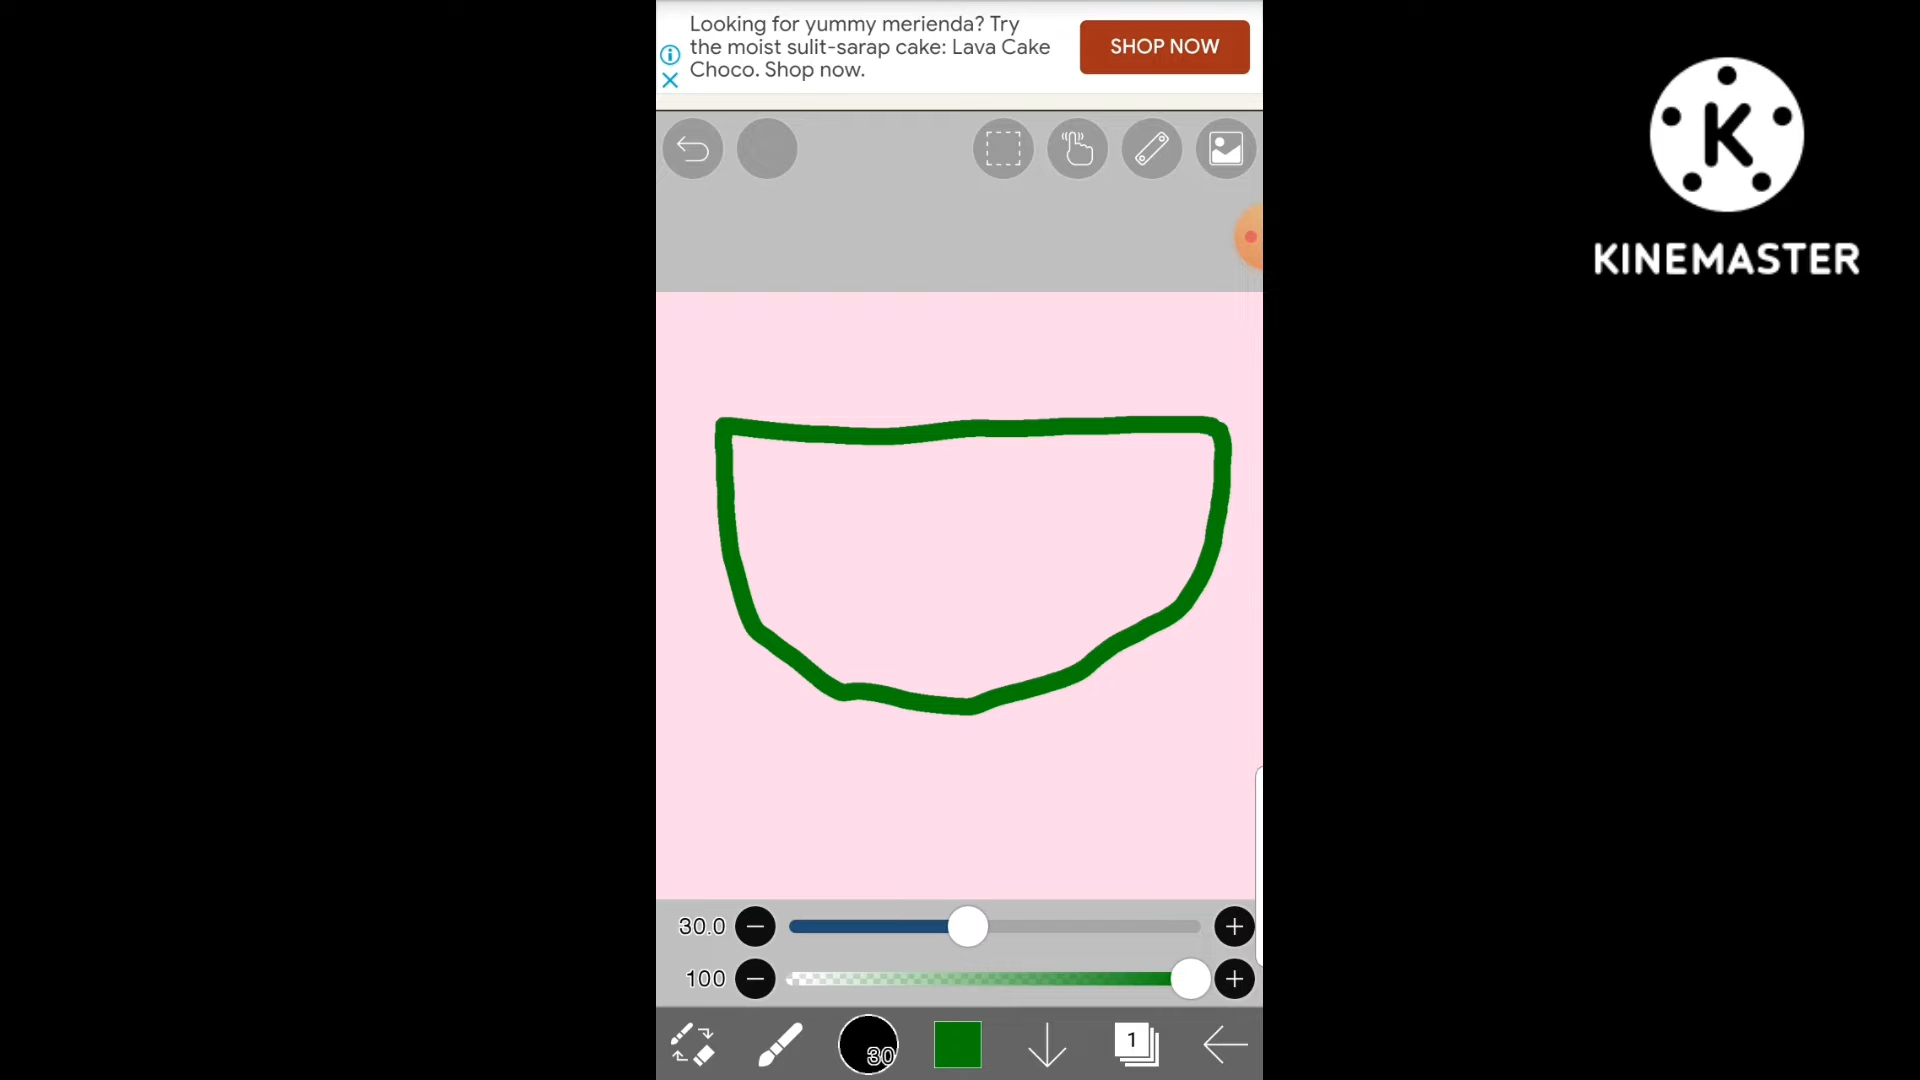 Looking for yummy merienda? Try
the moist sulit-sarap cake: Lava Cake
Choco. Shop now.
SHOP NOW
K
KINEMASTER
30.0
100
30
1